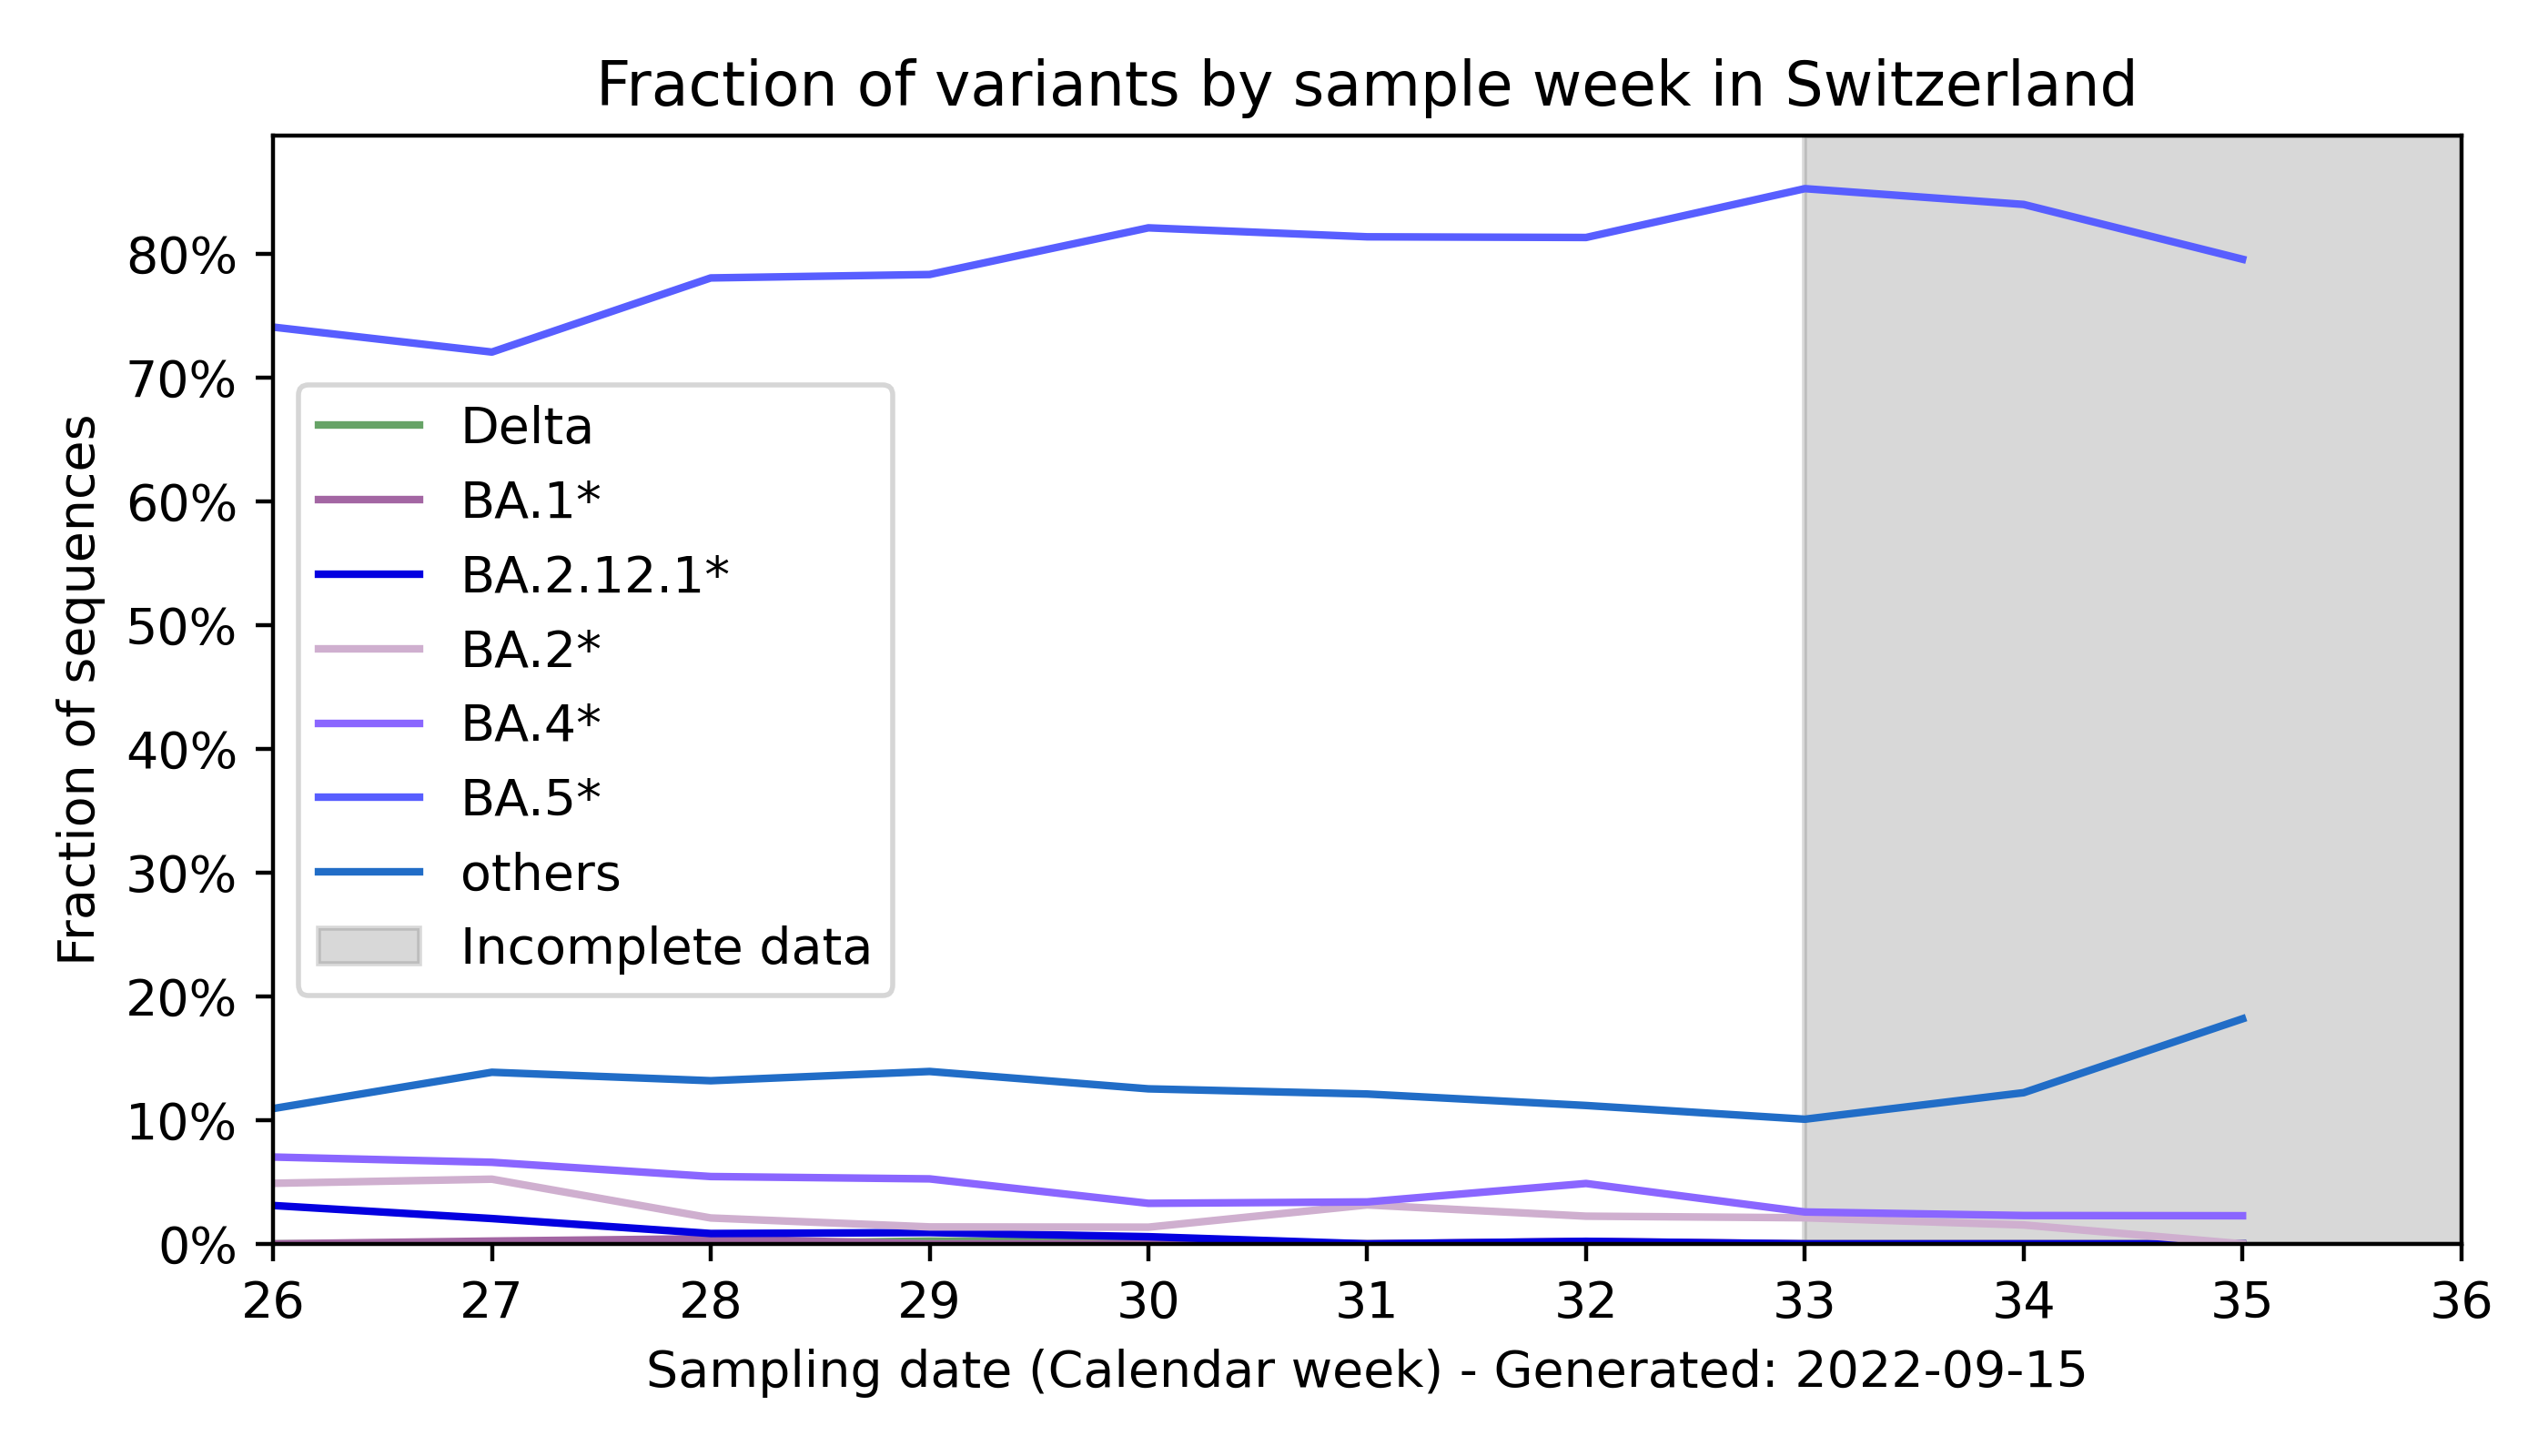 Fraction of variants by sample week in Switzerland
Fraction of sequences
80%
70%
60%
50%
40%
30%
20%
10%
0%
Delta
BA.1*
BA.2.12.1*
BA.2*
BA.4*
BA.5*
others
Incomplete data
26 27 28 29 30 31 32 33 34 35 36
Sampling date (Calendar week) - Generated: 2022-09-15